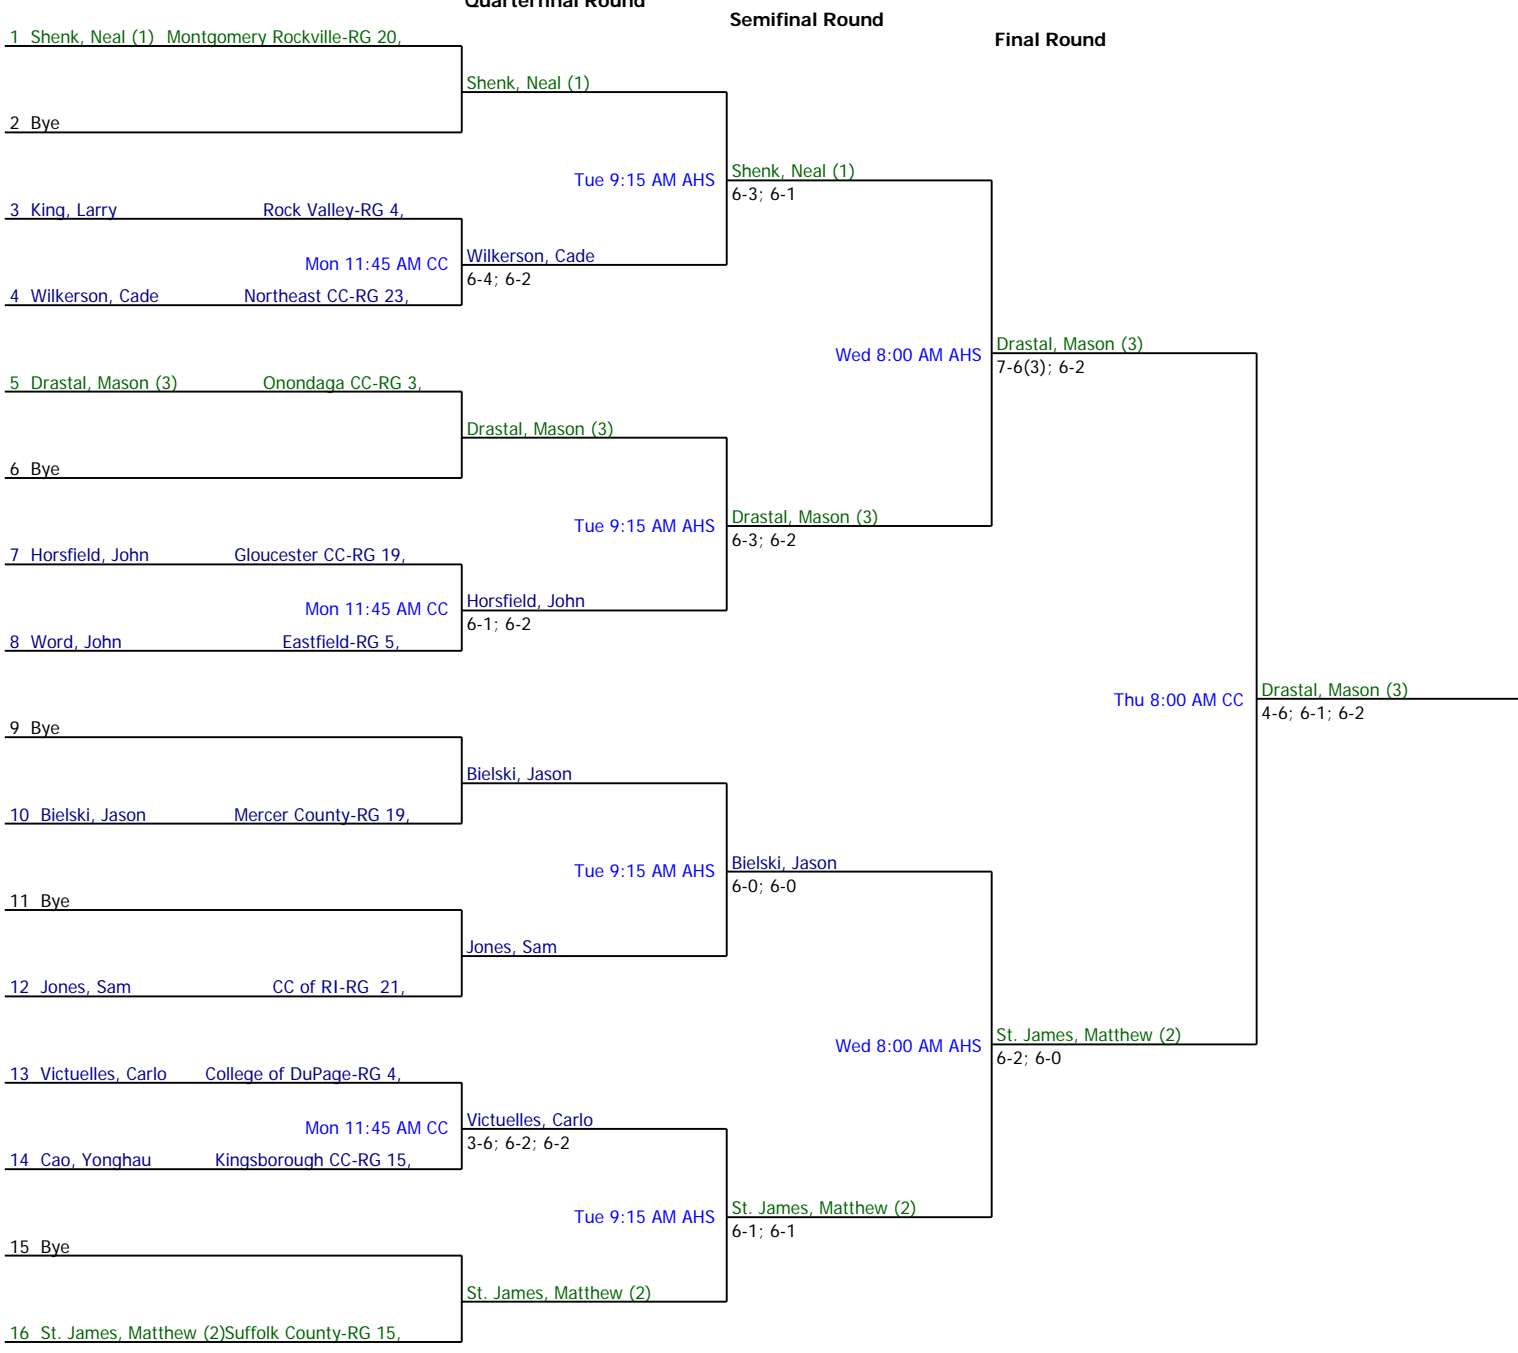 Quarterfinal Round
Semifinal Round
Final Round
1 Shenk, Neal (1) Montgomery Rockville-RG 20,
Shenk, Neal (1)
2 Bye
Tue 9:15 AM AHS
Shenk, Neal (1)
6-3; 6-1
3 King, Larry Rock Valley-RG 4,
Mon 11:45 AM CC
Wilkerson, Cade
6-4; 6-2
4 Wilkerson, Cade Northeast CC-RG 23,
Wed 8:00 AM AHS
Drastal, Mason (3)
7-6(3); 6-2
5 Drastal, Mason (3) Onondaga CC-RG 3,
Drastal, Mason (3)
6 Bye
Tue 9:15 AM AHS
Drastal, Mason (3)
6-3; 6-2
7 Horsfield, John Gloucester CC-RG 19,
Mon 11:45 AM CC
Horsfield, John
6-1; 6-2
8 Word, John Eastfield-RG 5,
Thu 8:00 AM CC
Drastal, Mason (3)
4-6; 6-1; 6-2
9 Bye
Bielski, Jason
10 Bielski, Jason Mercer County-RG 19,
Tue 9:15 AM AHS
Bielski, Jason
6-0; 6-0
11 Bye
Jones, Sam
12 Jones, Sam CC of RI-RG 21,
Wed 8:00 AM AHS
St. James, Matthew (2)
6-2; 6-0
13 Victuelles, Carlo College of DuPage-RG 4,
Mon 11:45 AM CC
Victuelles, Carlo
3-6; 6-2; 6-2
14 Cao, Yonghau Kingsborough CC-RG 15,
Tue 9:15 AM AHS
St. James, Matthew (2)
6-1; 6-1
15 Bye
St. James, Matthew (2)
16 St. James, Matthew (2)Suffolk County-RG 15,